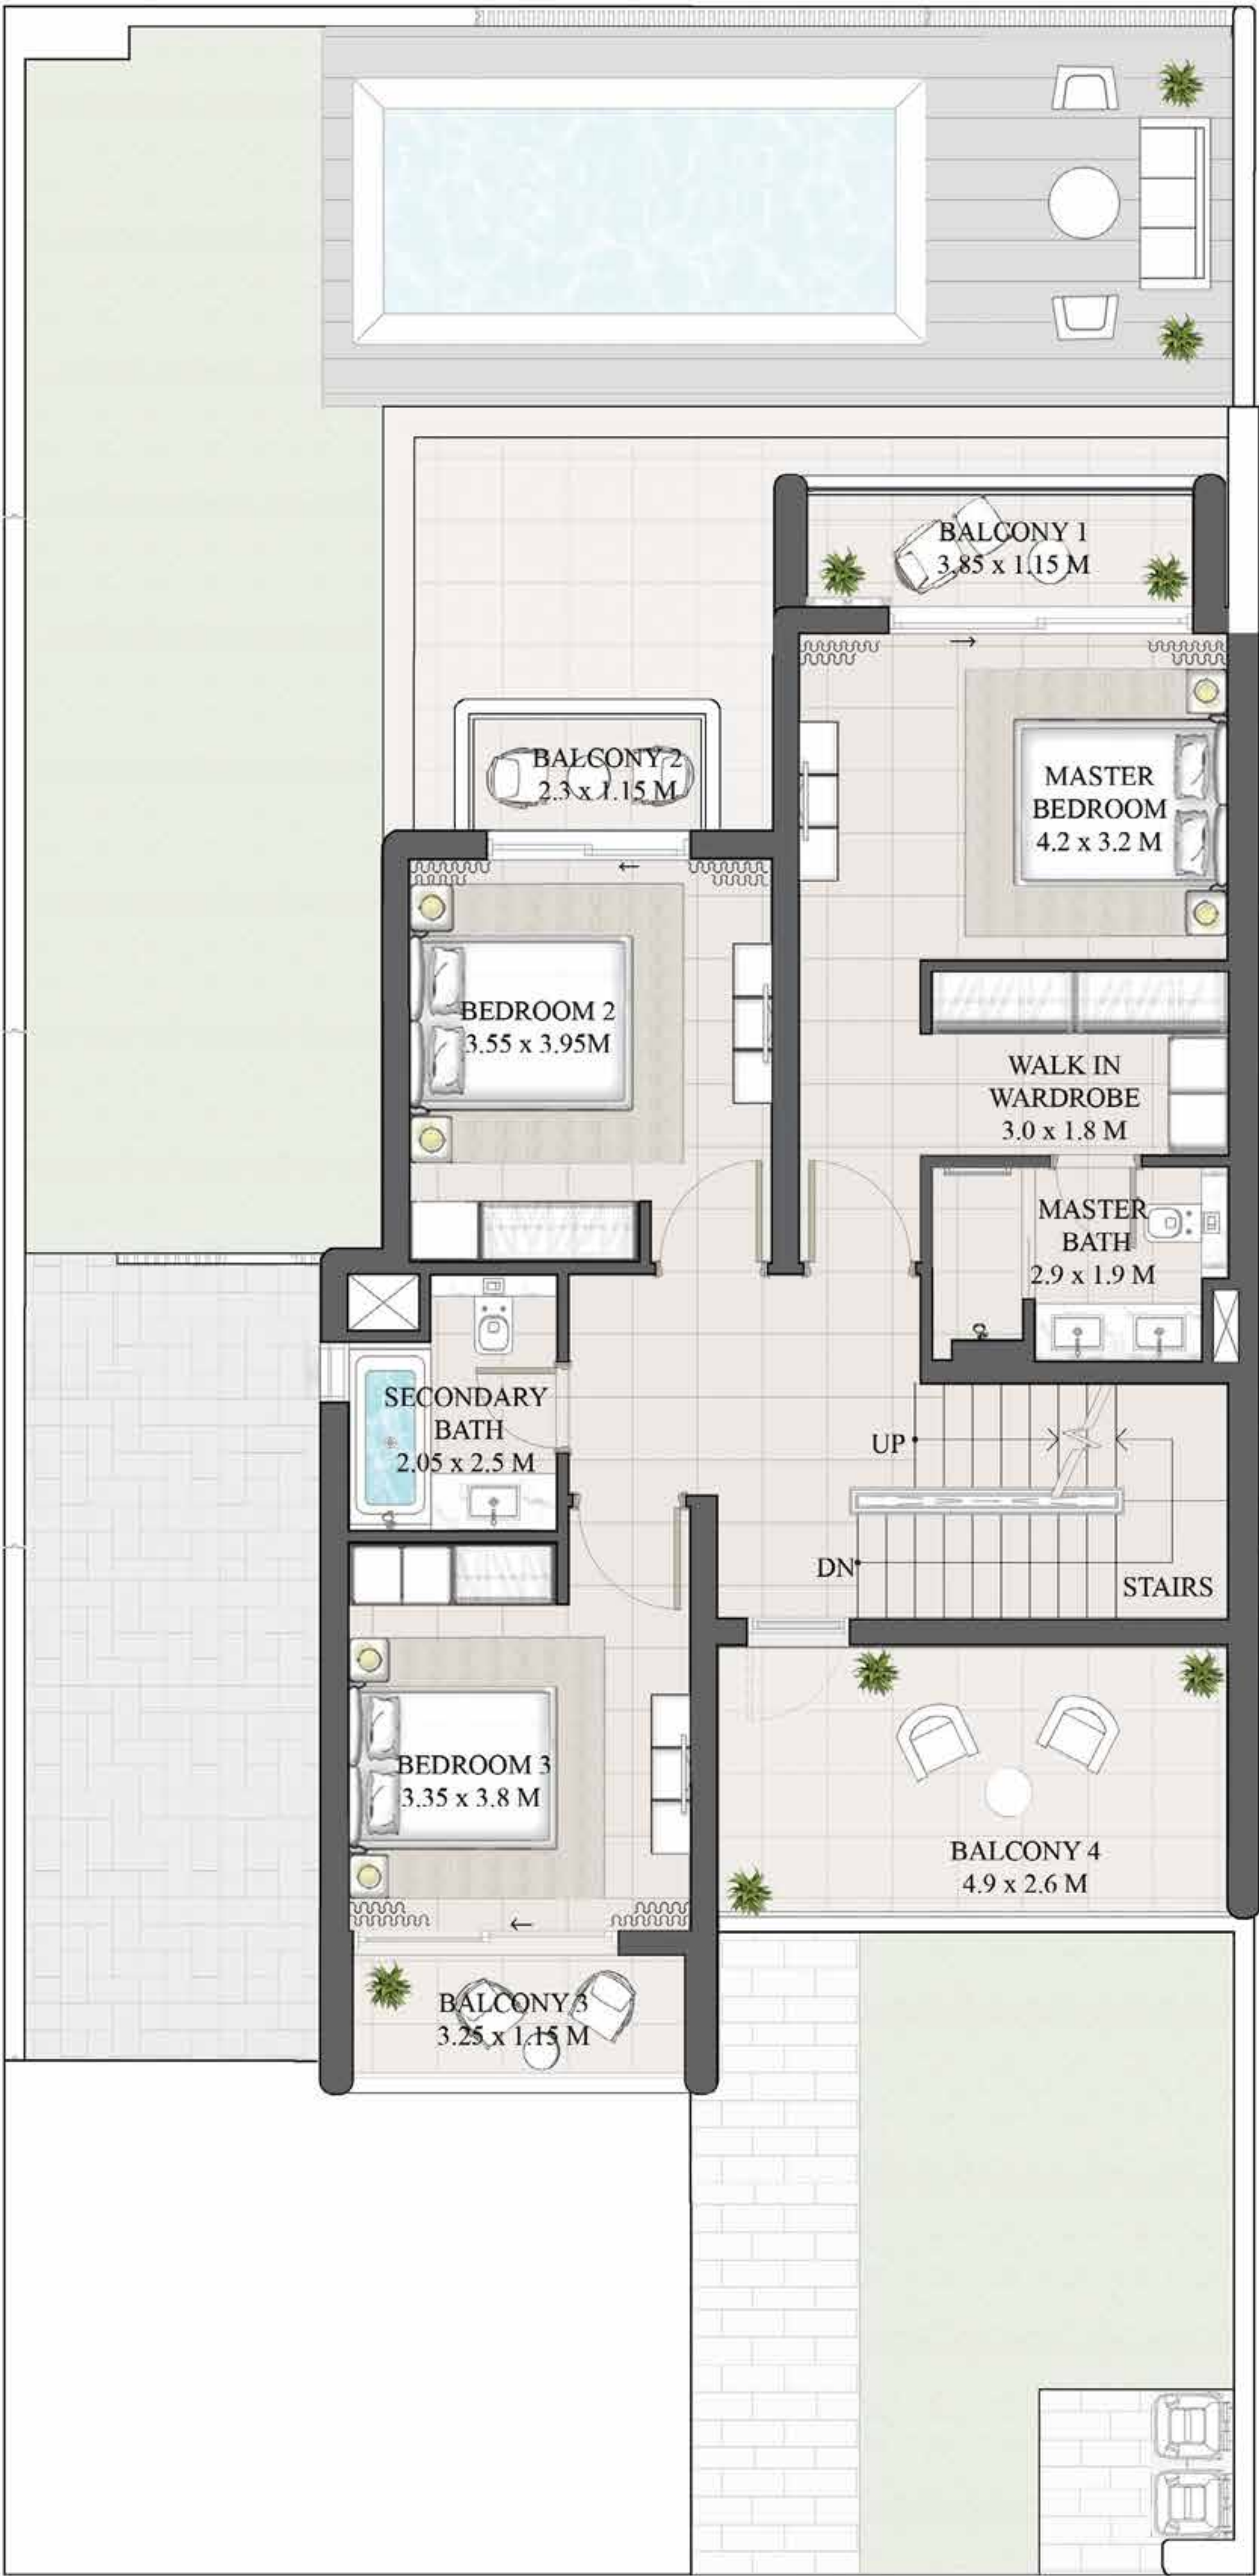 BALCONY 1
3.85 x 1.15 M
BALCONY 2
2.3 x 1.15 M
MASTER
BEDROOM
4.2 x 3.2 M
BEDROOM 2
3.55 x 3.95M
WALK IN
WARDROBE
3.0 x 1.8 M
MASTER
BATH
2.9 x 1.9 M
SECONDARY
BATH
2.05 x 2.5 M
UP
DN
STAIRS
BEDROOM 3
3.35 x 3.8 M
BALCONY 4
4.9 x 2.6 M
BALCONY 3
3.25 x 1.15 M